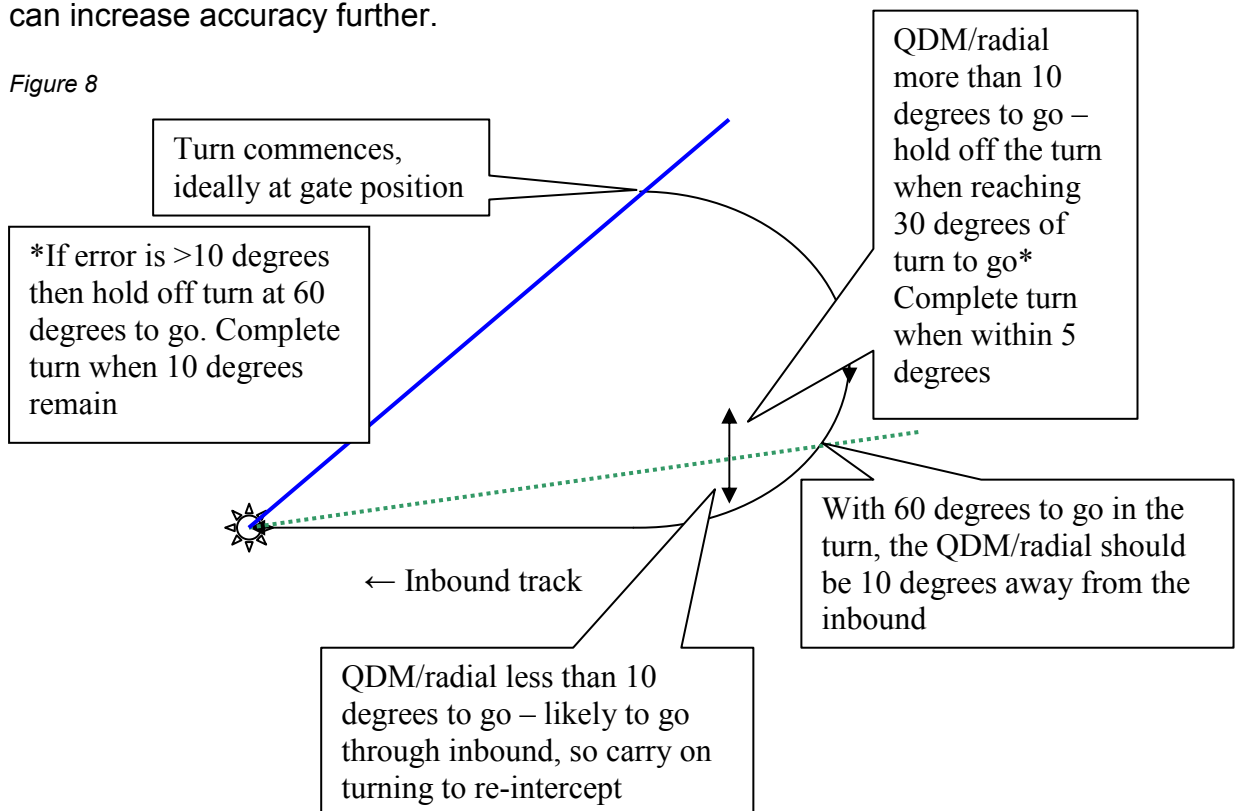 can increase accuracy further.
Figure 8
QDM/radial
more than 10
degrees to go –
hold off the turn
when reaching
30 degrees of
turn to go*
Complete turn
when within 5
degrees
Turn commences,
ideally at gate position
*If error is >10 degrees
then hold off turn at 60
degrees to go. Complete
turn when 10 degrees
remain
With 60 degrees to go in the
turn, the QDM/radial should
be 10 degrees away from the
inbound
← Inbound track
QDM/radial less than 10
degrees to go – likely to go
through inbound, so carry on
turning to re-intercept